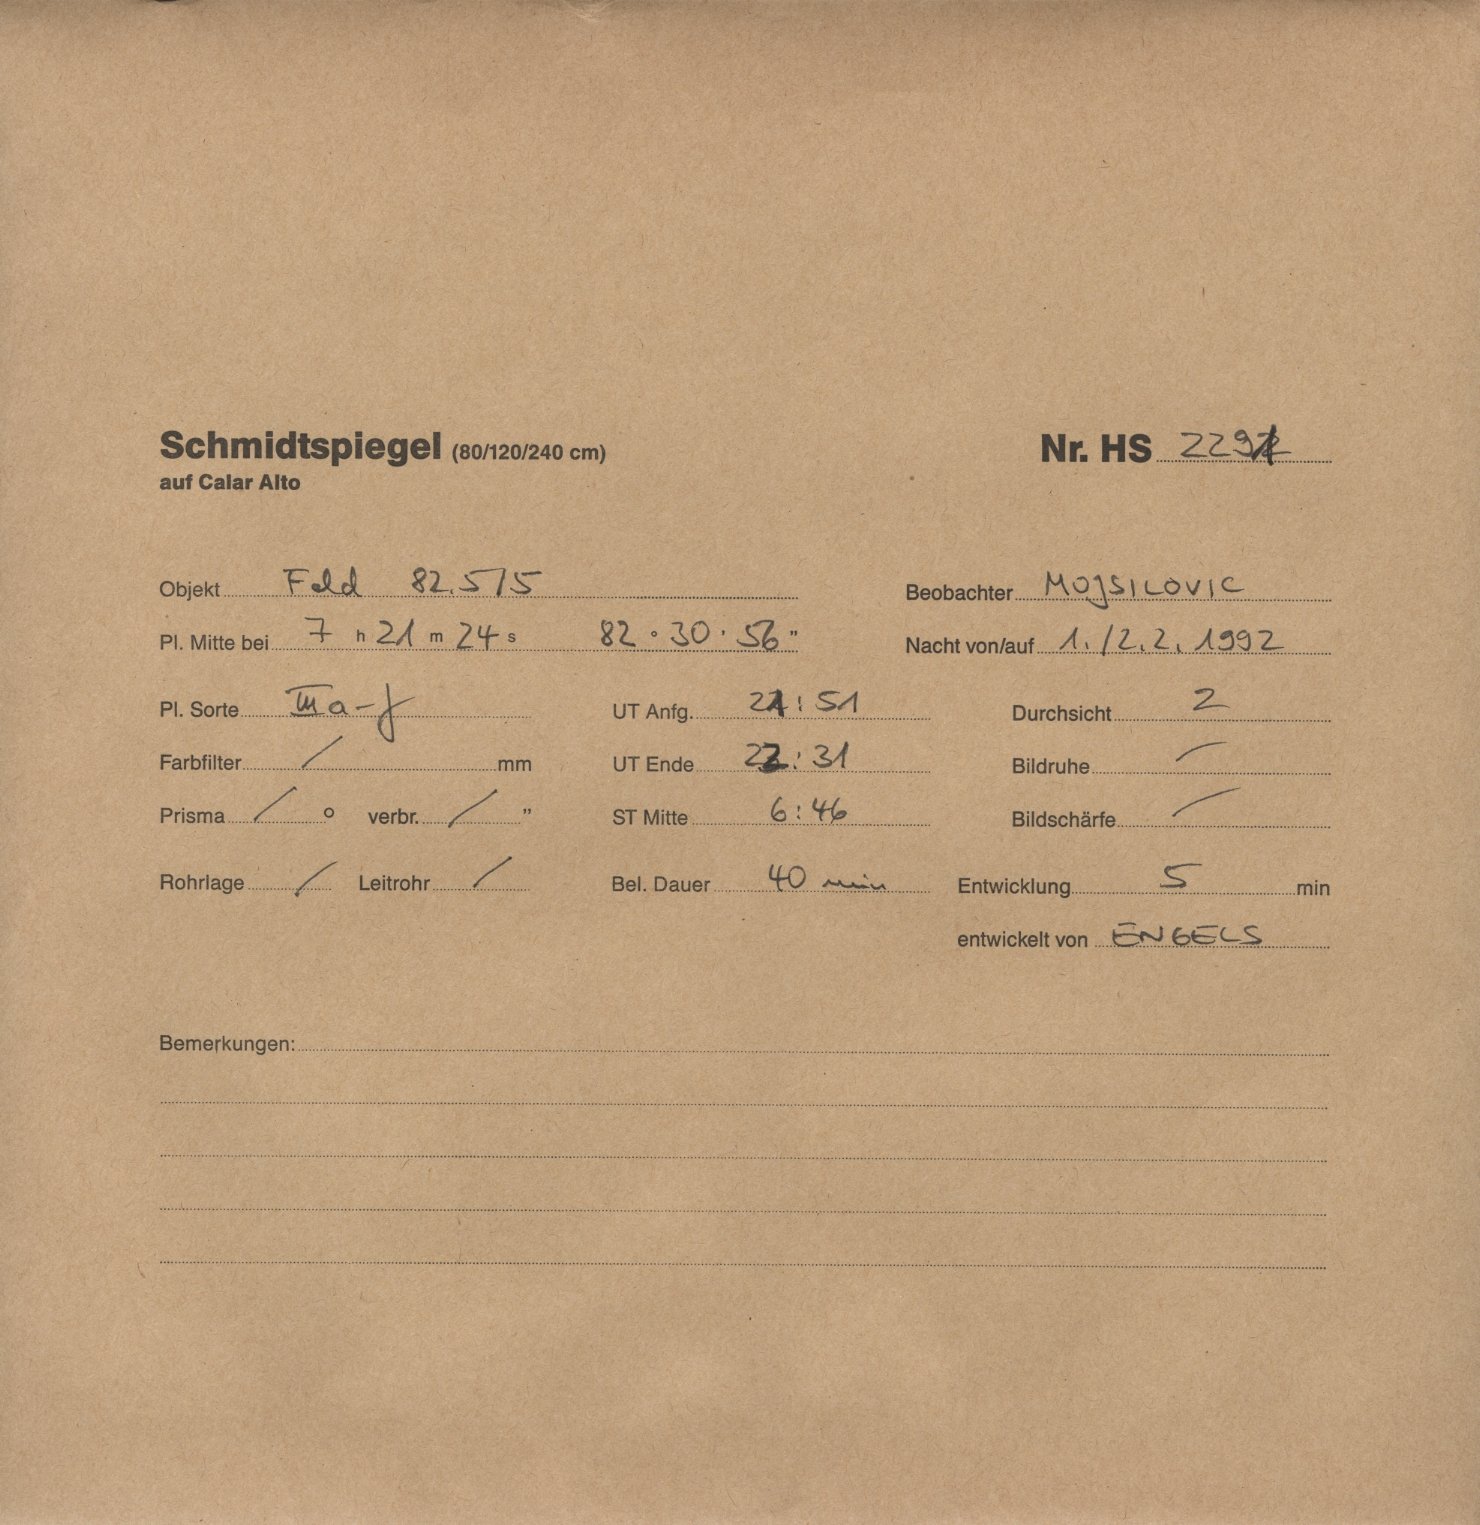 Schmidtspiegel (80/120/240 cm) Nr. HS 2291
auf Calar Alto
Objekt Feld 82.5/5 Beobachter MOJSILOVIC
Pl. Mitte bei 7 h 21 m 24 s 82 ° 30 ' 56 " Nacht von/auf 1./2.2.1992
Pl. Sorte IIIa-J UT Anfg. 21:51 Durchsicht 2
Farbfilter / mm UT Ende 22:31 Bildruhe /
Prisma / ° verbr. / " ST Mitte 6:46 Bildschärfe /
Rohrlage / Leitrohr / Bel. Dauer 40 min Entwicklung 5 min
entwickelt von ENGELS
Bemerkungen: